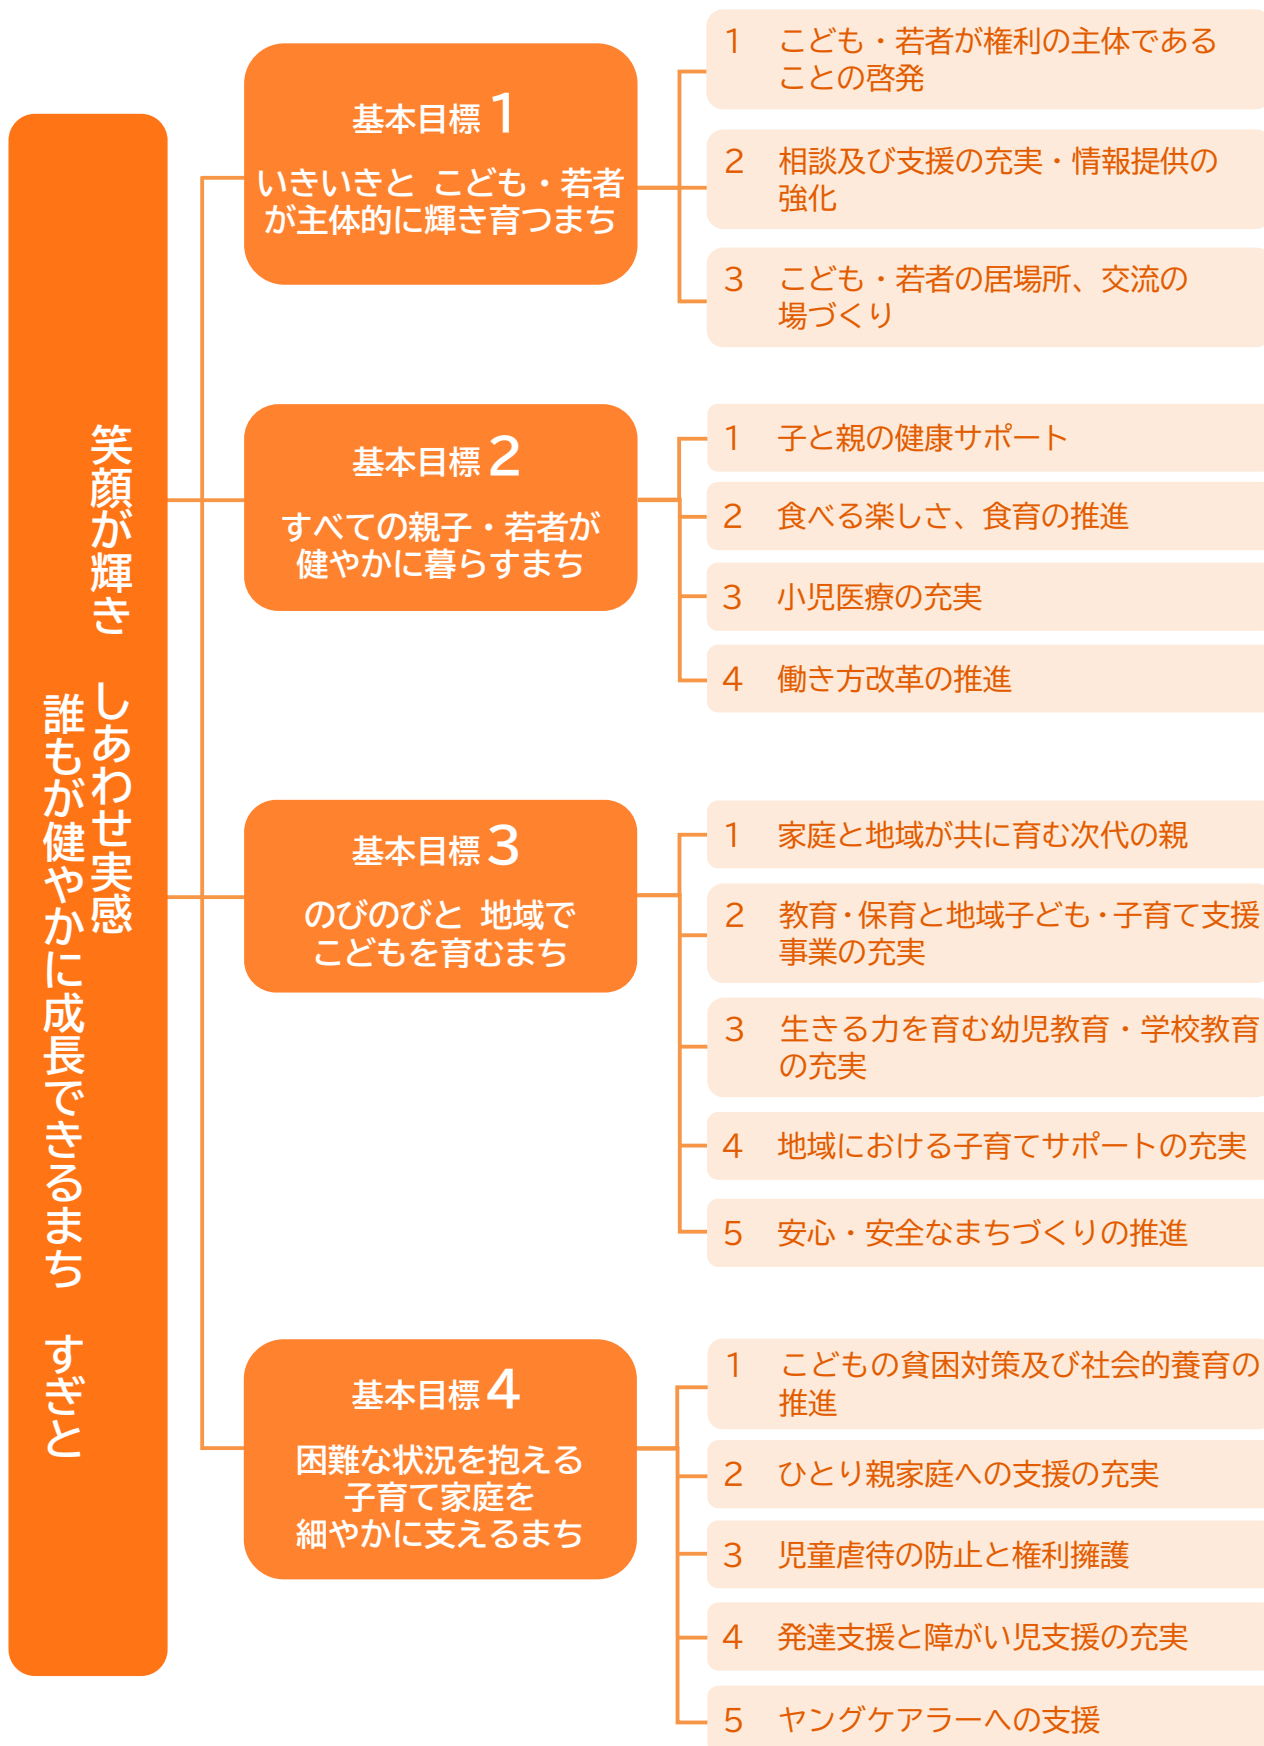 笑顔が輝き　しあわせ実感
誰もが健やかに成長できるまち　すぎと
基本目標1
いきいきと こども・若者
が主体的に輝き育つまち
1　こども・若者が権利の主体である
ことの啓発
2　相談及び支援の充実・情報提供の
強化
3　こども・若者の居場所、交流の
場づくり
基本目標2
すべての親子・若者が
健やかに暮らすまち
1　子と親の健康サポート
2　食べる楽しさ、食育の推進
3　小児医療の充実
4　働き方改革の推進
基本目標3
のびのびと 地域で
こどもを育むまち
1　家庭と地域が共に育む次代の親
2　教育・保育と地域子ども・子育て支援
事業の充実
3　生きる力を育む幼児教育・学校教育
の充実
4　地域における子育てサポートの充実
5　安心・安全なまちづくりの推進
基本目標4
困難な状況を抱える
子育て家庭を
細やかに支えるまち
1　こどもの貧困対策及び社会的養育の
推進
2　ひとり親家庭への支援の充実
3　児童虐待の防止と権利擁護
4　発達支援と障がい児支援の充実
5　ヤングケアラーへの支援